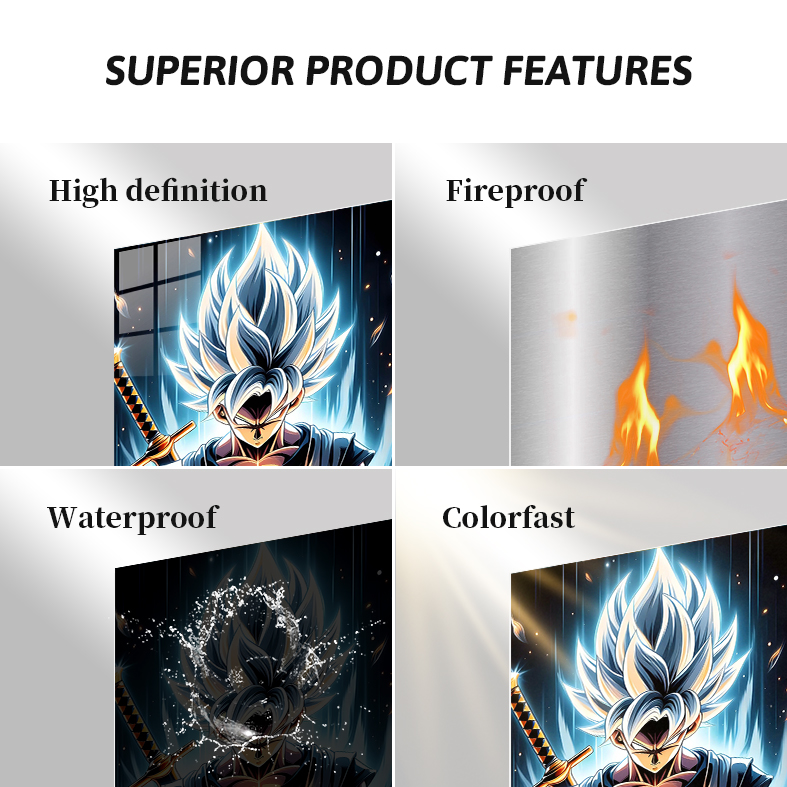 SUPERIOR PRODUCT FEATURES
High definition
Fireproof
Waterproof
Colorfast